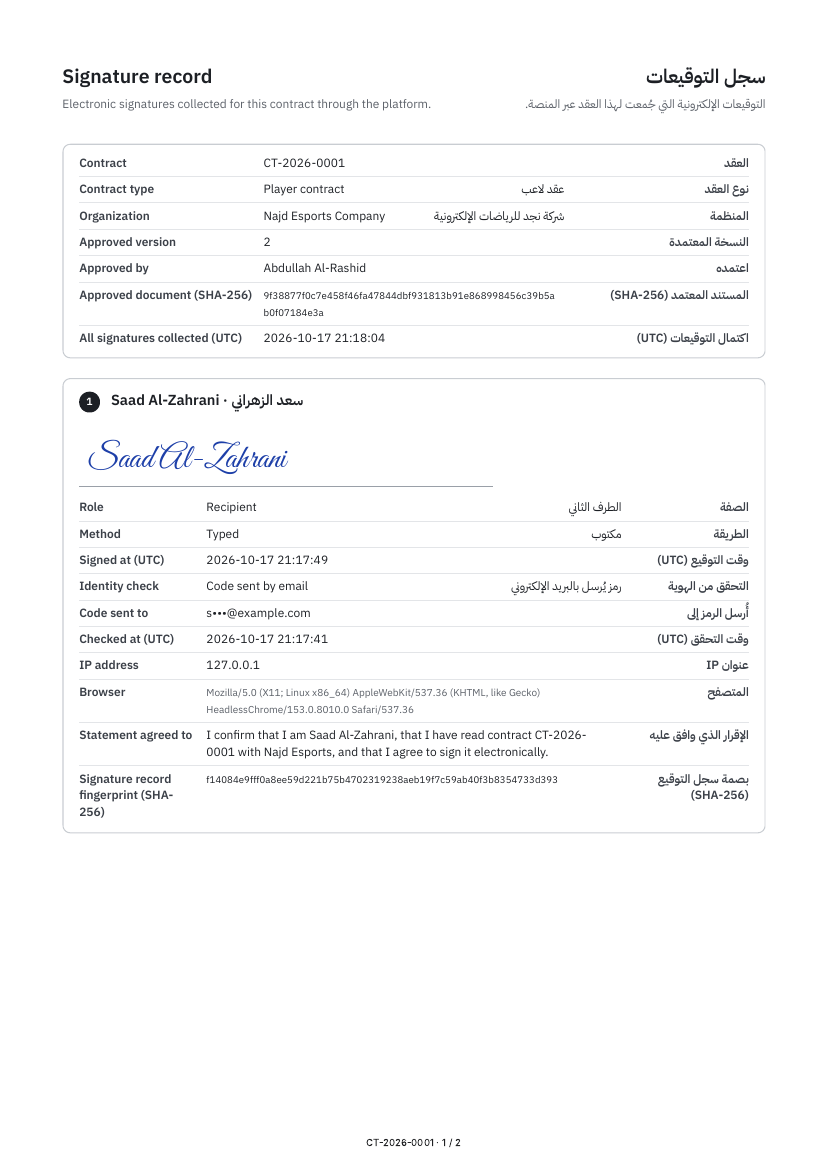 Signature record
سجل التوقيعات
Electronic signatures collected for this contract through the platform.
التوقيعات الإلكترونية التي جُمعت لهذا العقد عبر المنصة.
Contract CT-2026-0001 العقد
Contract type Player contract عقد لاعب نوع العقد
Organization Najd Esports Company شركة نجد للرياضات الإلكترونية المنظمة
Approved version 2 النسخة المعتمدة
Approved by Abdullah Al-Rashid اعتمده
Approved document (SHA-256) 9f38877f0c7e458f46fa47844dbf931813b91e868998456c39b5a المستند المعتمد (SHA-256)
b0f07184e3a
All signatures collected (UTC) 2026-10-17 21:18:04 اكتمال التوقيعات (UTC)
1 Saad Al-Zahrani · سعد الزهراني
Saad Al-Zahrani
Role Recipient الطرف الثاني الصفة
Method Typed مكتوب الطريقة
Signed at (UTC) 2026-10-17 21:17:49 وقت التوقيع (UTC)
Identity check Code sent by email رمز يُرسل بالبريد الإلكتروني التحقق من الهوية
Code sent to s•••@example.com أُرسل الرمز إلى
Checked at (UTC) 2026-10-17 21:17:41 وقت التحقق (UTC)
IP address 127.0.0.1 عنوان IP
Browser Mozilla/5.0 (X11; Linux x86_64) AppleWebKit/537.36 (KHTML, like Gecko) المتصفح
HeadlessChrome/153.0.8010.0 Safari/537.36
Statement agreed to I confirm that I am Saad Al-Zahrani, that I have read contract CT-2026- الإقرار الذي وافق عليه
0001 with Najd Esports, and that I agree to sign it electronically.
Signature record f14084e9fff0a8ee59d221b75b4702319238aeb19f7c59ab40f3b8354733d393 بصمة سجل التوقيع
fingerprint (SHA- (SHA-256)
256)
CT-2026-0001 · 1 / 2